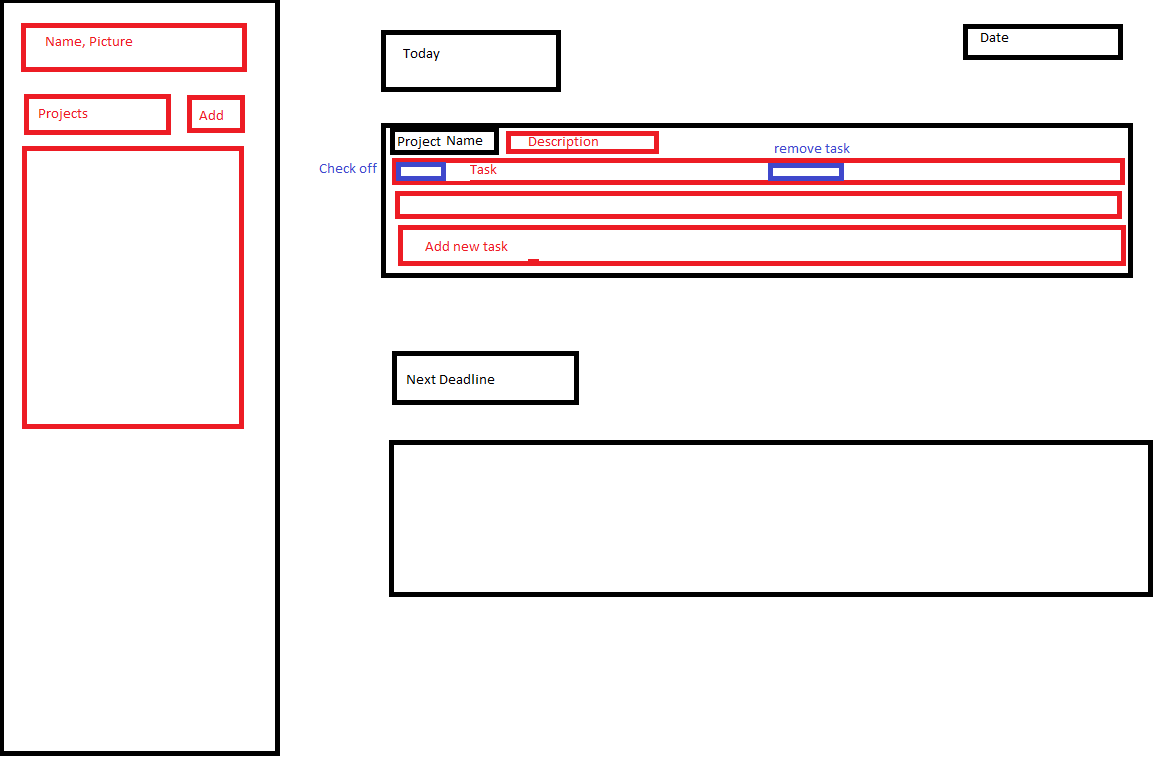 Name, Picture
Projects
Add
Today
Date
Project Name
Description
remove task
Check off
Task
Add new task
Next Deadline